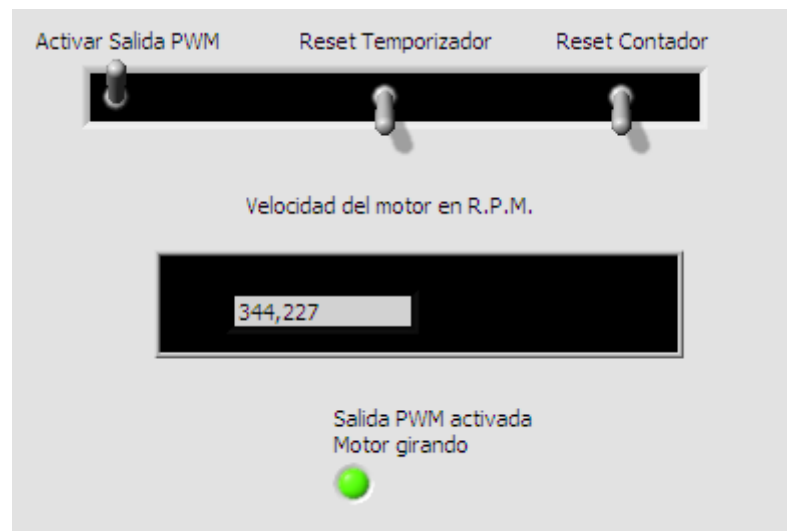 Activar Salida PWM Reset Temporizador Reset Contador
Velocidad del motor en R.P.M.
344,227
Salida PWM activada
Motor girando